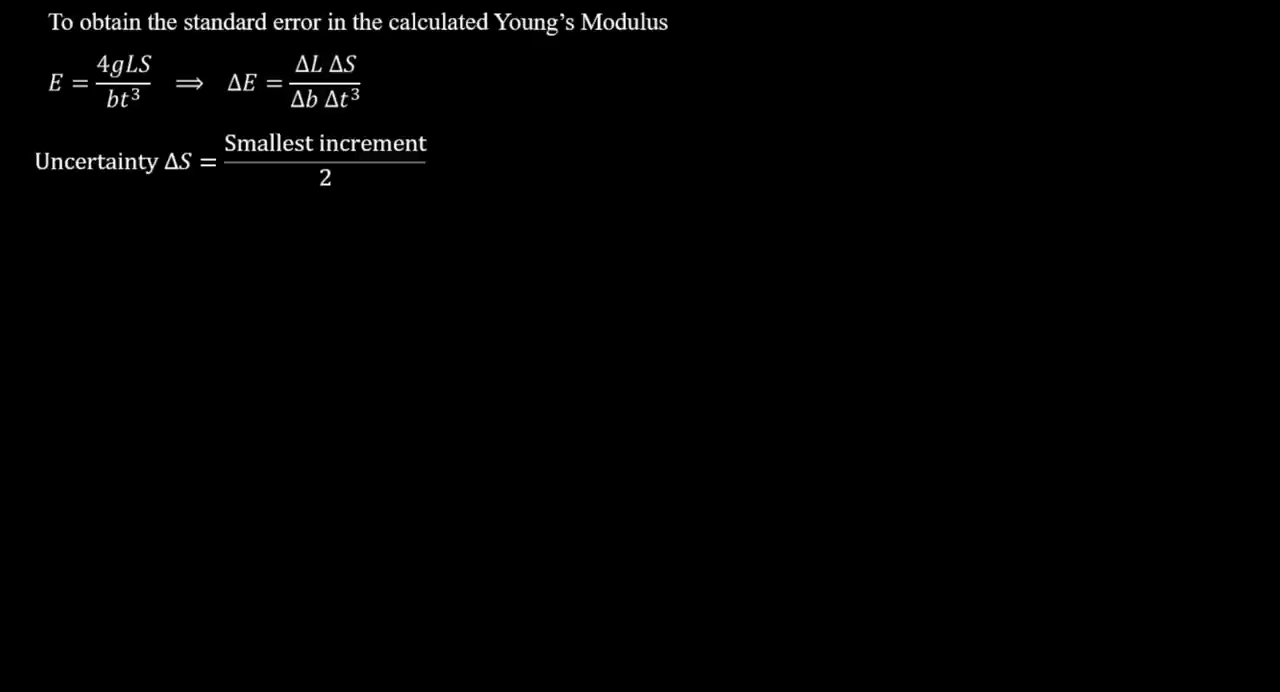 To obtain the standard error in the calculated Young’s Modulus
E = 4gLS / bt³ ⟹ ΔE = ΔL ΔS / Δb Δt³
Uncertainty ΔS = Smallest increment / 2